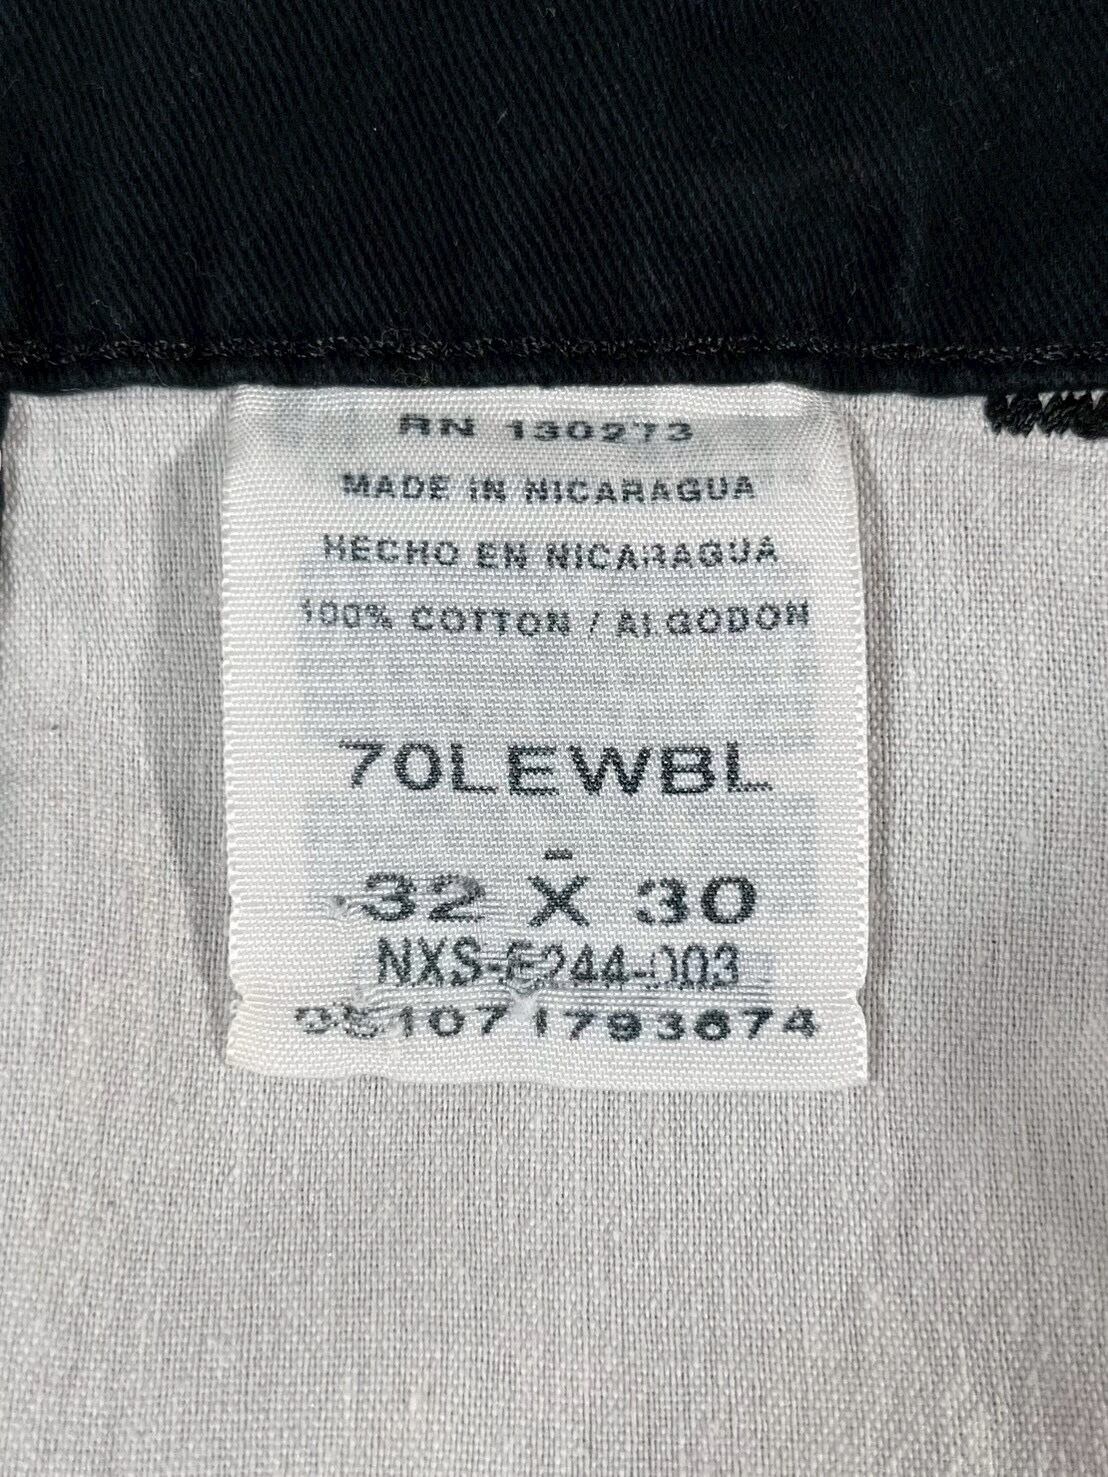 RN 130273
MADE IN NICARAGUA
HECHO EN NICARAGUA
100% COTTON / ALGODON
70LEWBL
-
32 X 30